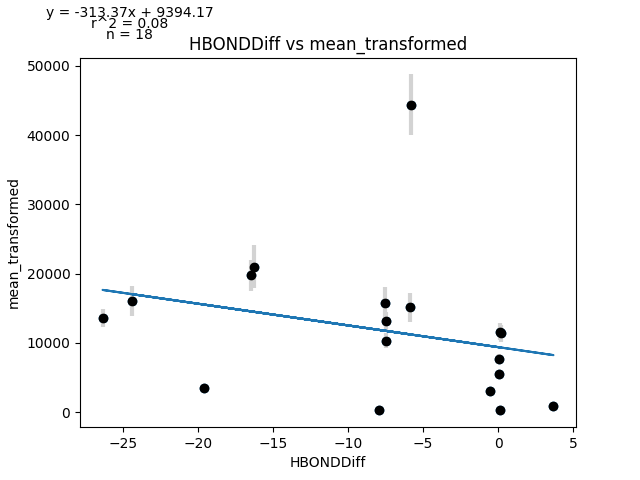 y = -313.37x + 9394.17
r^2 = 0.08
n = 18
HBONDDiff vs mean_transformed
50000
40000
30000
20000
10000
0
mean_transformed
−25
−20
−15
−10
−5
0
5
HBONDDiff